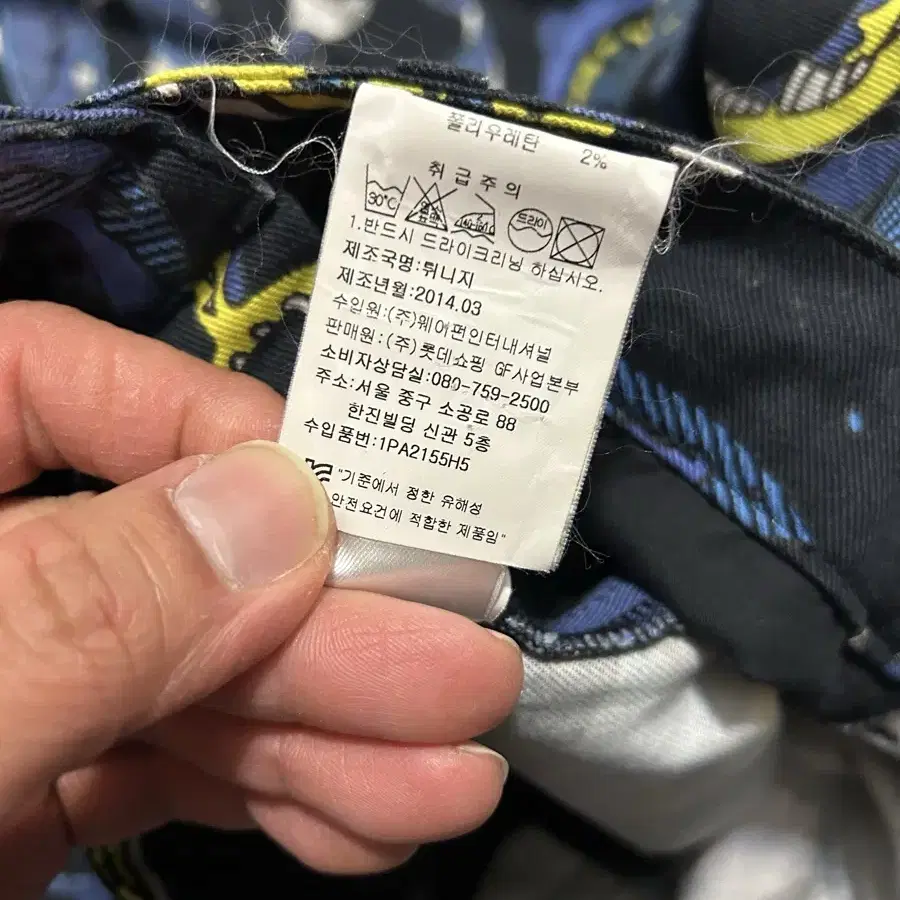 폴리우레탄 2%
취급주의
30°C 염소표백 140-160°C 드라이
1.반드시 드라이크리닝 하십시오.
제조국명:튀니지
제조년월:2014.03
수입원:(주)웨어펀인터내셔널
판매원:(주)롯데쇼핑 GF사업본부
소비자상담실:080-759-2500
주소:서울 중구 소공로 88
한진빌딩 신관 5층
수입품번:1PA2155H5
"기준에서 정한 유해성
안전요건에 적합한 제품임"